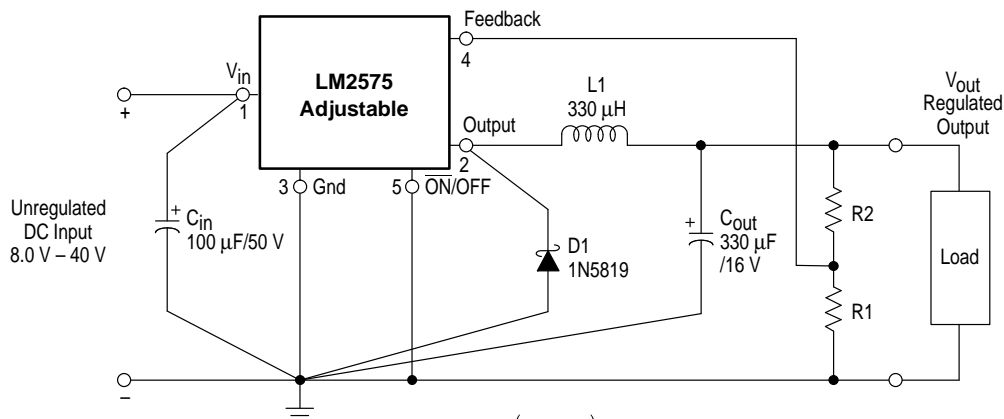 Feedback
4
V_in
1
LM2575
Adjustable
L1
330 µH
V_out
Regulated
Output
+
Output
2
3
Gnd
5
O̅N̅/OFF
Unregulated
DC Input
8.0 V – 40 V
+
C_in
100 µF/50 V
D1
1N5819
+
C_out
330 µF
/16 V
R2
R1
Load
–